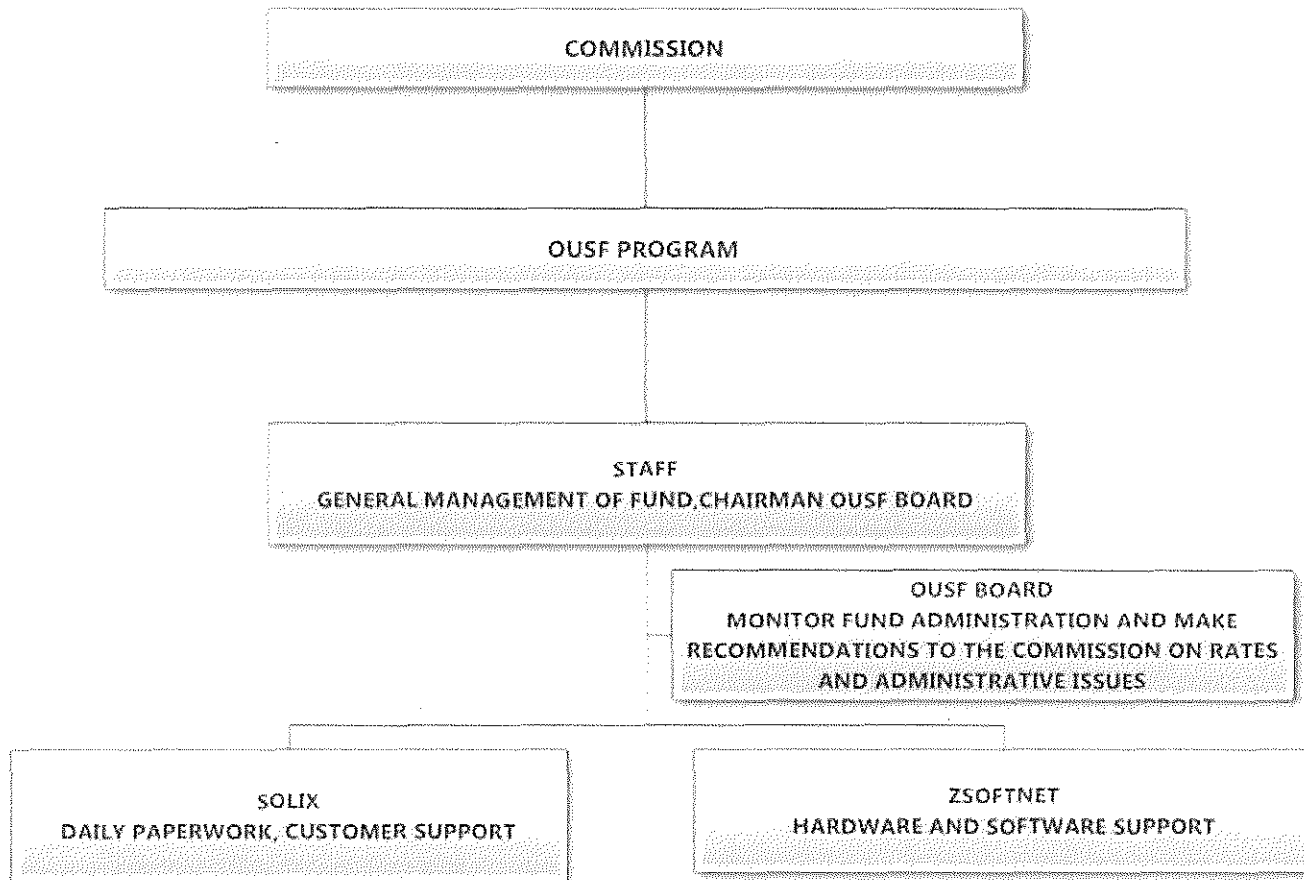 COMMISSION
OUSF PROGRAM
STAFF
GENERAL MANAGEMENT OF FUND,CHAIRMAN OUSF BOARD
OUSF BOARD
MONITOR FUND ADMINISTRATION AND MAKE
RECOMMENDATIONS TO THE COMMISSION ON RATES
AND ADMINISTRATIVE ISSUES
SOLIX
DAILY PAPERWORK, CUSTOMER SUPPORT
ZSOFTNET
HARDWARE AND SOFTWARE SUPPORT